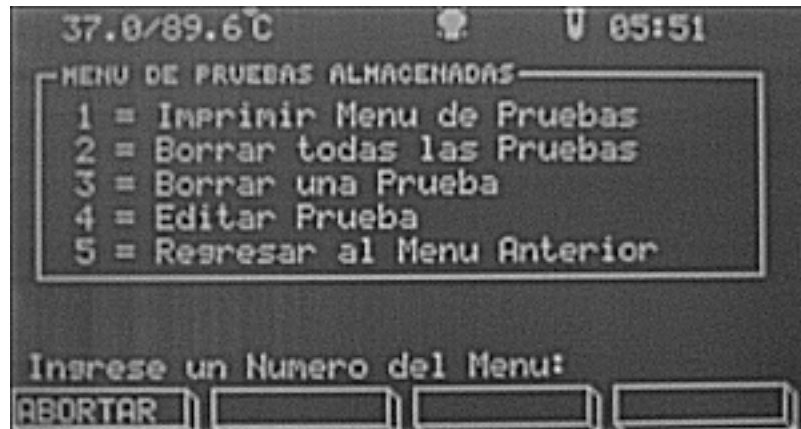 37.0/89.6°C 05:51
MENU DE PRUEBAS ALMACENADAS
1 = Imprimir Menu de Pruebas
2 = Borrar todas las Pruebas
3 = Borrar una Prueba
4 = Editar Prueba
5 = Regresar al Menu Anterior
Ingrese un Numero del Menu:
ABORTAR